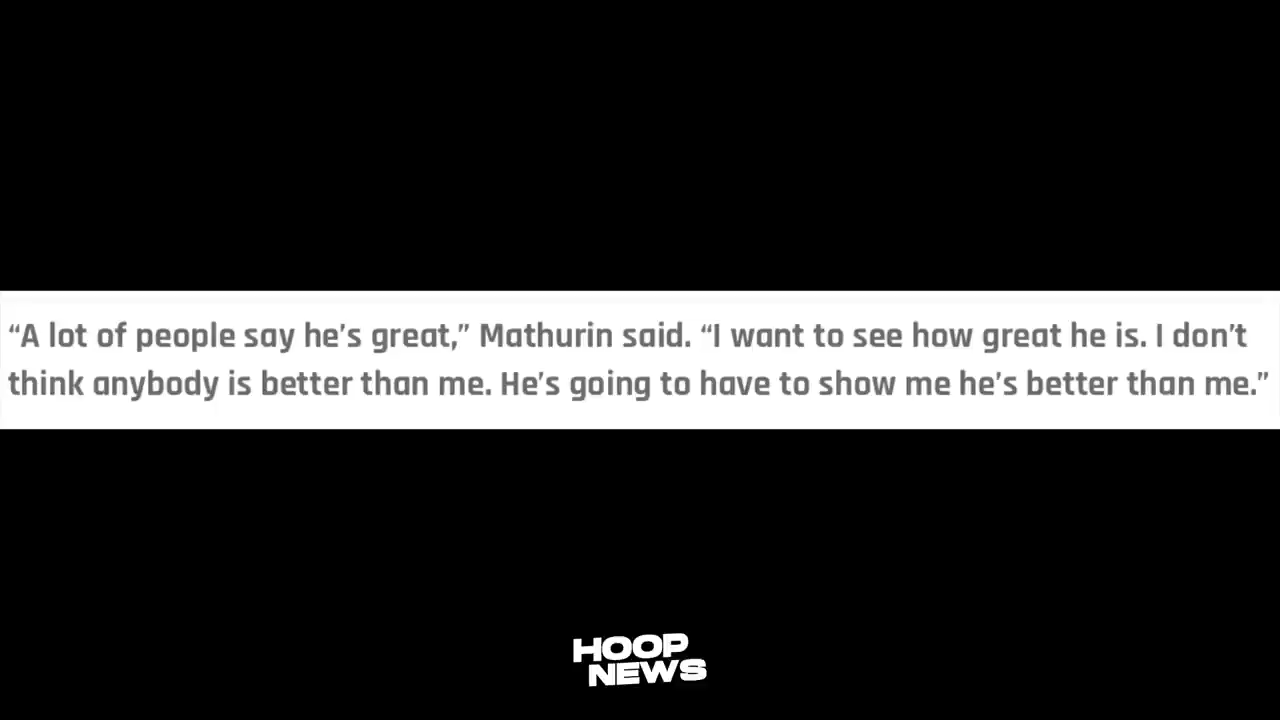 “A lot of people say he’s great,” Mathurin said. “I want to see how great he is. I don’t
think anybody is better than me. He’s going to have to show me he’s better than me.”
HOOP
NEWS